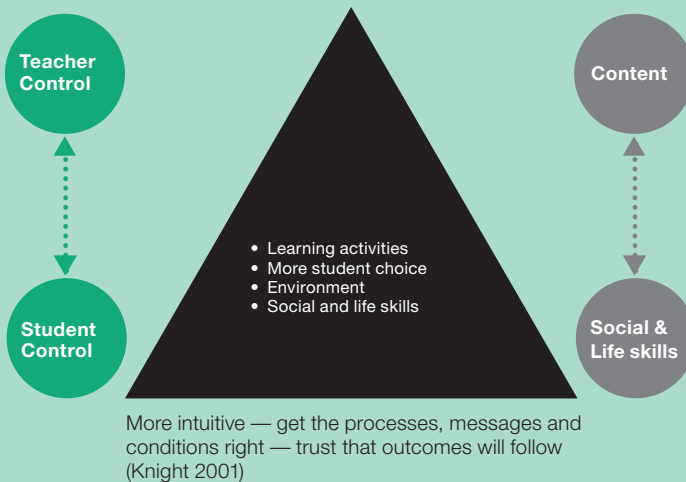 Teacher
Control
Content
• Learning activities
• More student choice
• Environment
• Social and life skills
Student
Control
Social &
Life skills
More intuitive — get the processes, messages and
conditions right — trust that outcomes will follow
(Knight 2001)